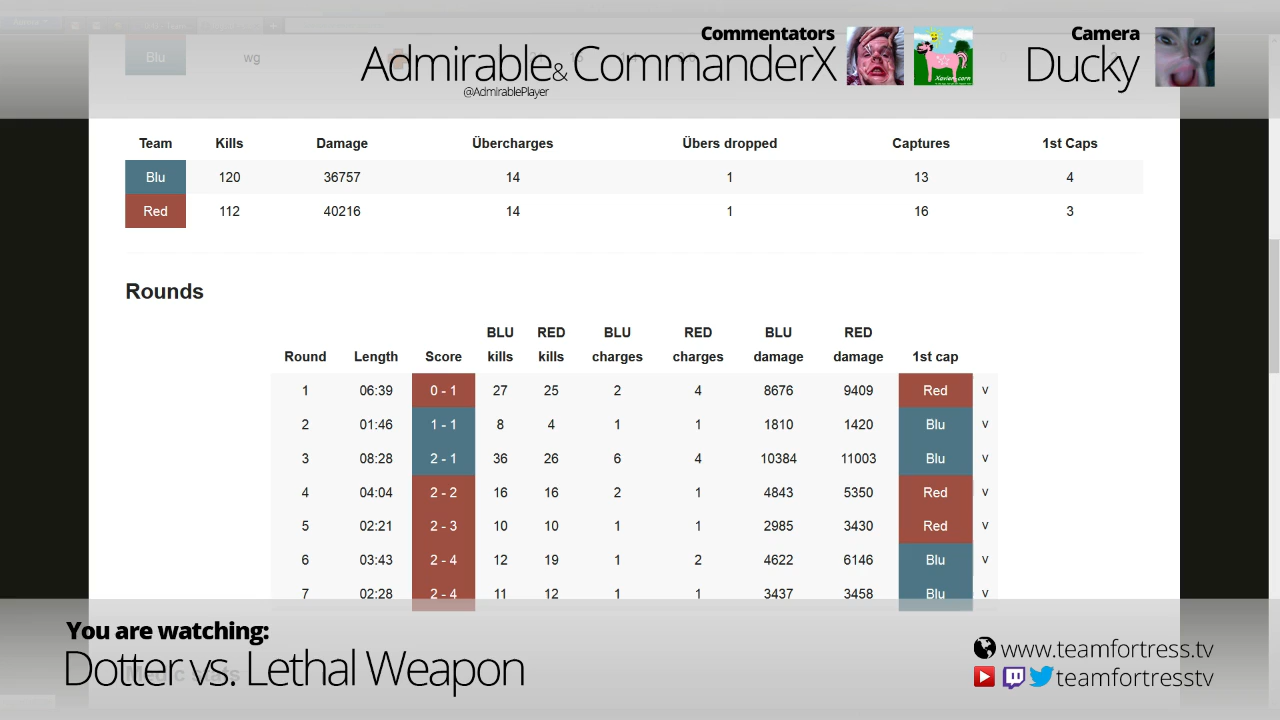 Commentators
Admirable & CommanderX
@AdmirablePlayer
Camera
Ducky
Blu wg
Team Kills Damage Übercharges Übers dropped Captures 1st Caps
Blu 120 36757 14 1 13 4
Red 112 40216 14 1 16 3
Rounds
BLU RED BLU RED BLU RED
Round Length Score kills kills charges charges damage damage 1st cap
1 06:39 0 - 1 27 25 2 4 8676 9409 Red v
2 01:46 1 - 1 8 4 1 1 1810 1420 Blu v
3 08:28 2 - 1 36 26 6 4 10384 11003 Blu v
4 04:04 2 - 2 16 16 2 1 4843 5350 Red v
5 02:21 2 - 3 10 10 1 1 2985 3430 Red v
6 03:43 2 - 4 12 19 1 2 4622 6146 Blu v
7 02:28 2 - 4 11 12 1 1 3437 3458 Blu v
You are watching:
Dotter vs. Lethal Weapon
www.teamfortress.tv
teamfortresstv